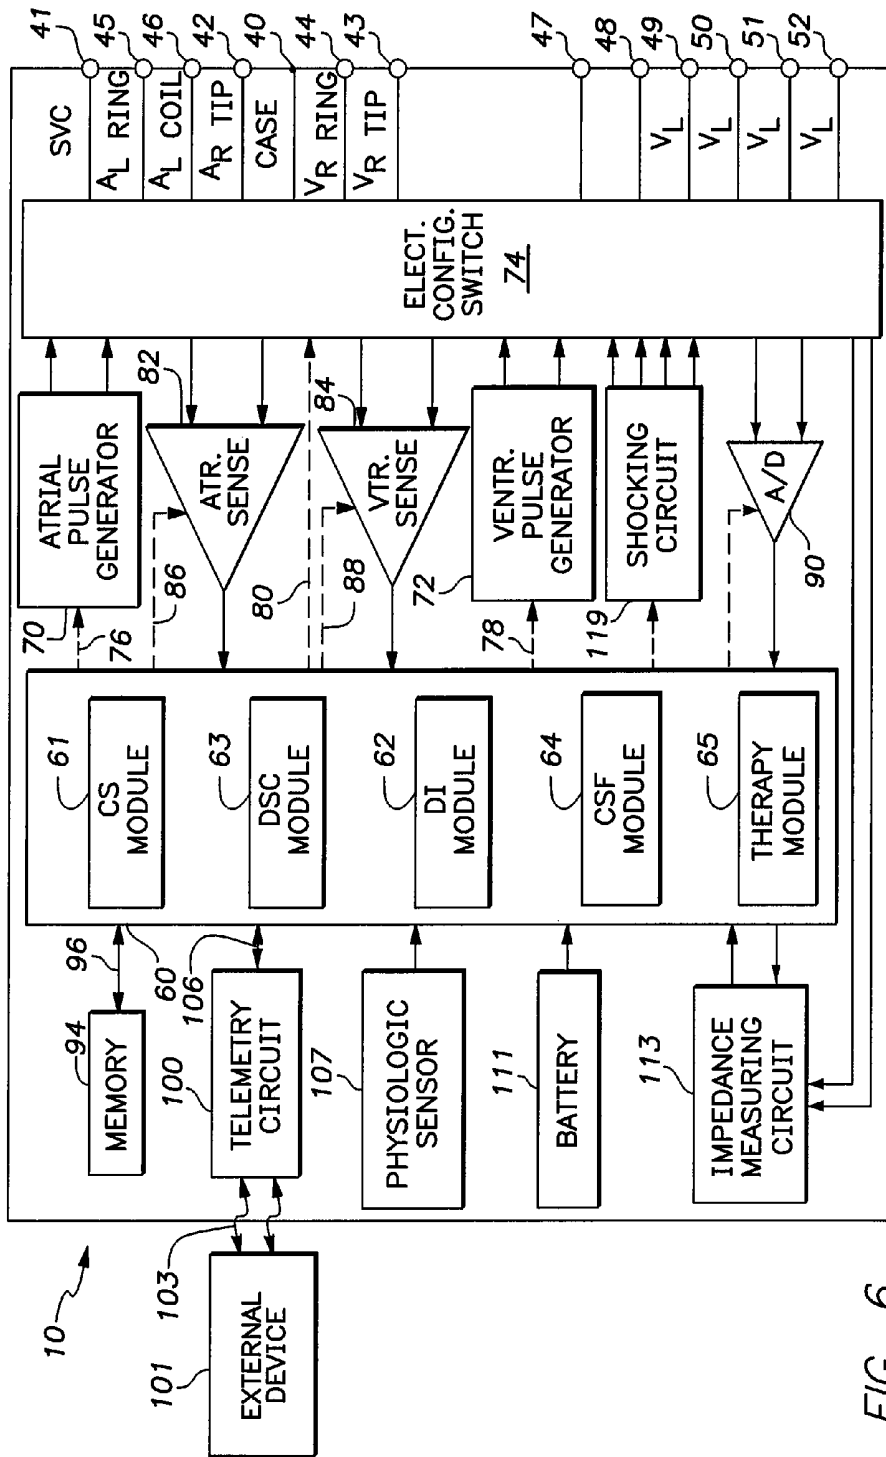 10
101
EXTERNAL
DEVICE
103
94
MEMORY
96
100
TELEMETRY
CIRCUIT
106
60
107
PHYSIOLOGIC
SENSOR
111
BATTERY
113
IMPEDANCE
MEASURING
CIRCUIT
61
CS
MODULE
63
DSC
MODULE
62
DI
MODULE
64
CSF
MODULE
65
THERAPY
MODULE
70
ATRIAL
PULSE
GENERATOR
76
82
ATR.
SENSE
86
80
84
VTR.
SENSE
88
72
VENTR.
PULSE
GENERATOR
78
SHOCKING
CIRCUIT
119
A/D
90
ELECT.
CONFIG.
SWITCH
74
SVC 41
AL RING 45
AL COIL 46
AR TIP 42
CASE 40
VR RING 44
VR TIP 43
47
48
VL 49
VL 50
VL 51
VL 52
FIG. 6